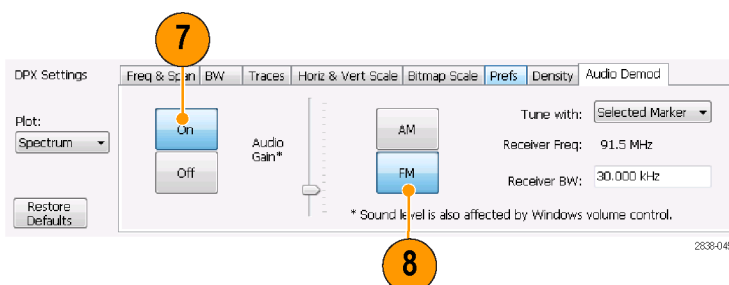 7
DPX Settings
Freq & Span BW Traces Horiz & Vert Scale Bitmap Scale Prefs Density Audio Demod
Plot:
Spectrum
Restore
Defaults
On
Off
Audio
Gain*
AM
FM
Tune with: Selected Marker
Receiver Freq: 91.5 MHz
Receiver BW: 30.000 kHz
* Sound level is also affected by Windows volume control.
2838-045
8